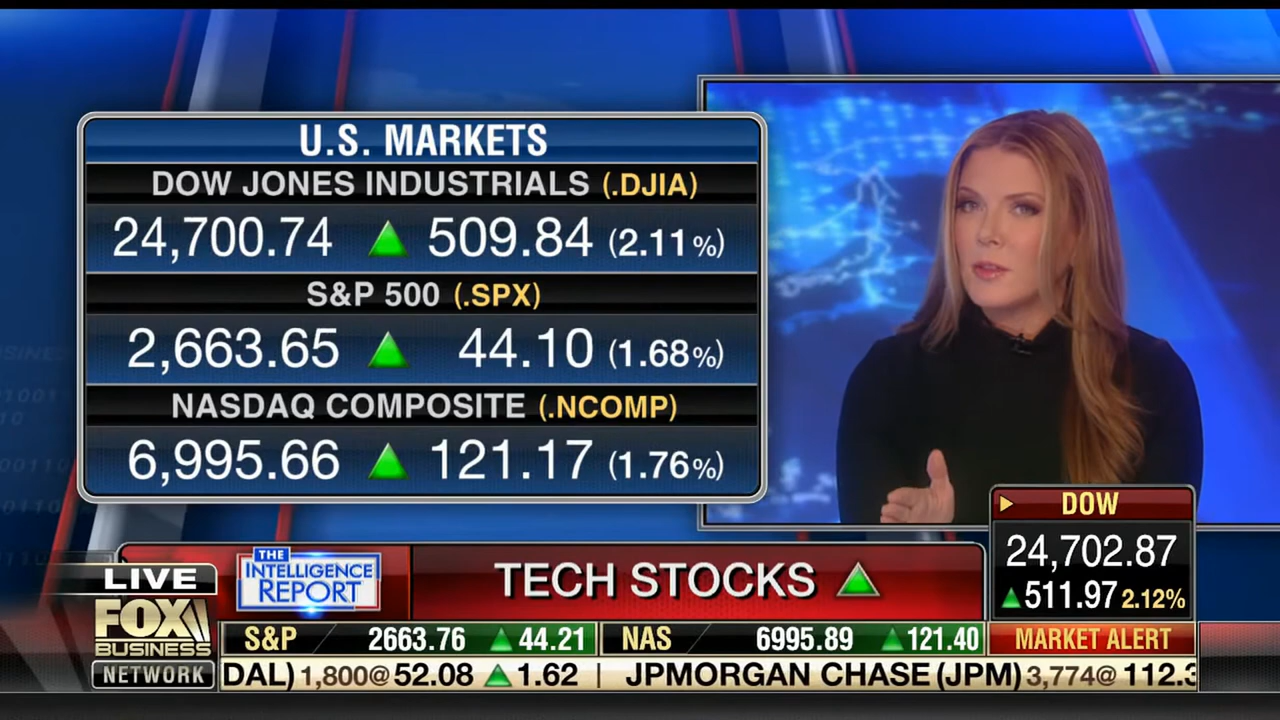 U.S. MARKETS
DOW JONES INDUSTRIALS (.DJIA)
24,700.74 ▲ 509.84 (2.11%)
S&P 500 (.SPX)
2,663.65 ▲ 44.10 (1.68%)
NASDAQ COMPOSITE (.NCOMP)
6,995.66 ▲ 121.17 (1.76%)
DOW
24,702.87
▲511.97 2.12%
MARKET ALERT
LIVE
FOX
BUSINESS
NETWORK
THE
INTELLIGENCE
REPORT
TECH STOCKS ▲
S&P 2663.76 ▲44.21 NAS 6995.89 ▲121.40
DAL) 1,800@52.08 ▲1.62 | JPMORGAN CHASE (JPM) 3,774@112.3